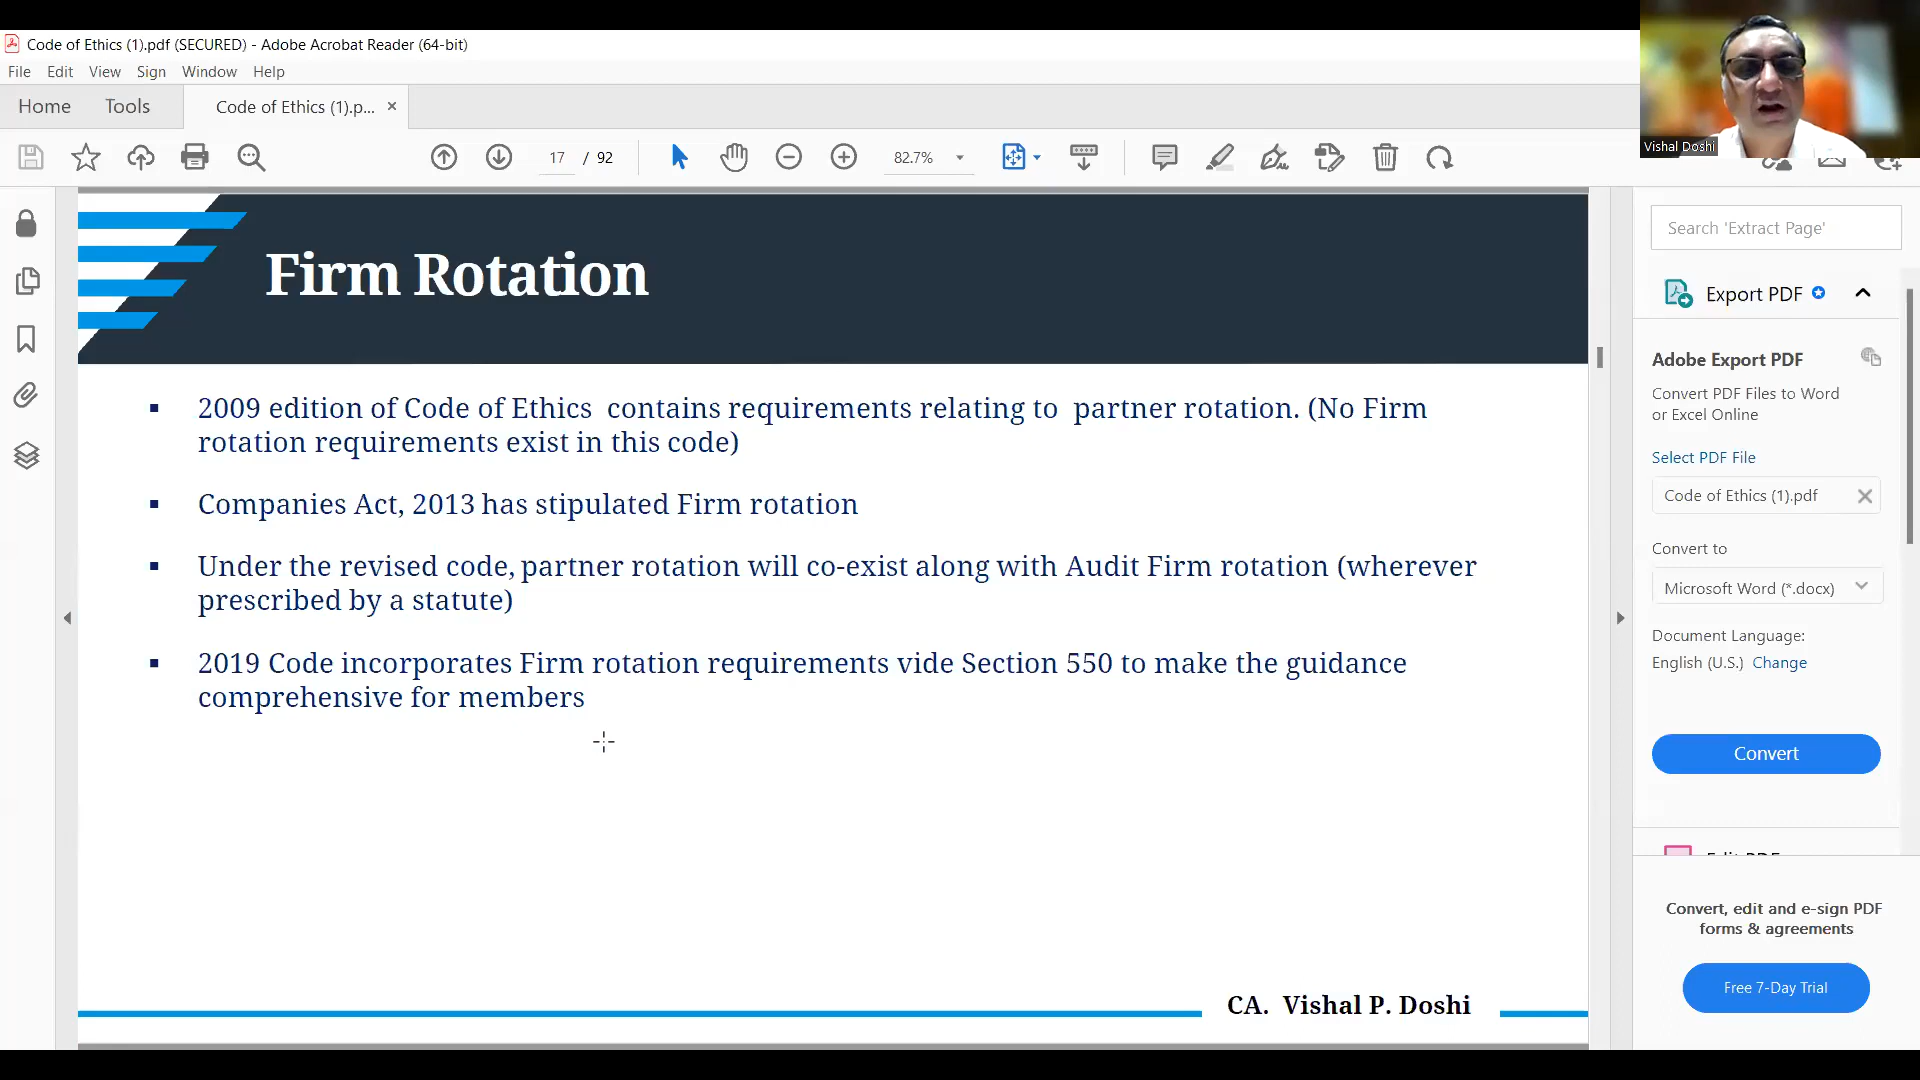 Code of Ethics (1).pdf (SECURED) - Adobe Acrobat Reader (64-bit)
File Edit View Sign Window Help
Home Tools Code of Ethics (1).p... ×
17 / 92 82.7%
Vishal Doshi
Firm Rotation
▪ 2009 edition of Code of Ethics contains requirements relating to partner rotation. (No Firm
rotation requirements exist in this code)
▪ Companies Act, 2013 has stipulated Firm rotation
▪ Under the revised code, partner rotation will co-exist along with Audit Firm rotation (wherever
prescribed by a statute)
▪ 2019 Code incorporates Firm rotation requirements vide Section 550 to make the guidance
comprehensive for members
CA. Vishal P. Doshi
Search 'Extract Page'
Export PDF
Adobe Export PDF
Convert PDF Files to Word
or Excel Online
Select PDF File
Code of Ethics (1).pdf
Convert to
Microsoft Word (*.docx)
Document Language:
English (U.S.) Change
Convert
Edit PDF
Convert, edit and e-sign PDF
forms & agreements
Free 7-Day Trial